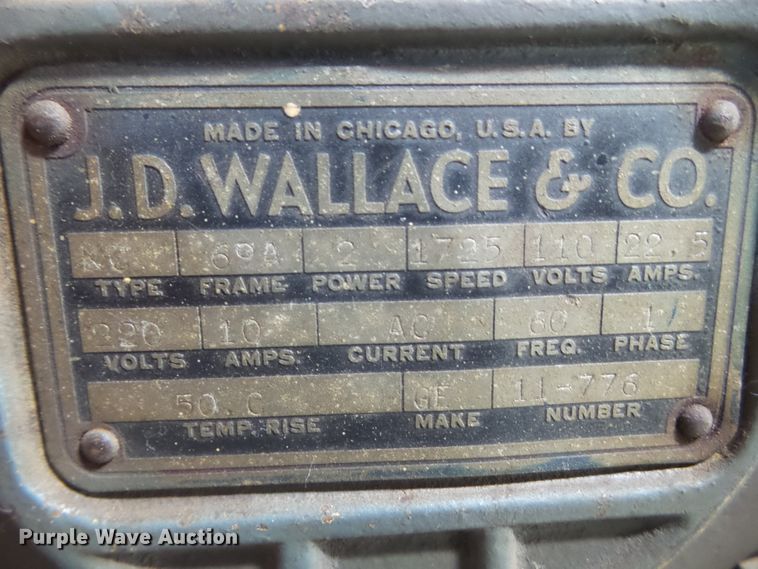 MADE IN CHICAGO, U.S.A. BY
J.D. WALLACE & CO.
2 1725 110 22.5
TYPE FRAME POWER SPEED VOLTS AMPS.
220 10 AC 60 1
VOLTS AMPS. CURRENT FREQ. PHASE
50.C GE 11-776
TEMP. RISE MAKE NUMBER
Purple Wave Auction